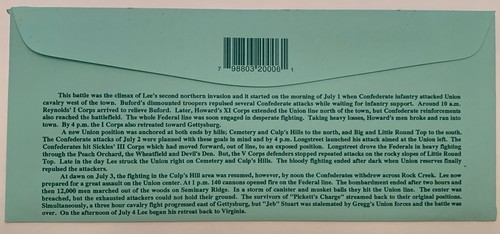 7 98603 20006 1
This battle was the climax of Lee's second northern invasion and it started on the morning of July 1 when Confederate infantry attacked Union
cavalry west of the town. Buford's dismounted troopers repulsed several Confederate attacks while waiting for infantry support. Around 10 a.m.
Reynolds' I Corps arrived to relieve Buford. Later, Howard's XI Corps extended the Union line north of the town, but Confederate reinforcements
also reached the battlefield. The whole Federal line was soon engaged in desperate fighting. Taking heavy losses, Howard's men broke and ran into
town. By 4 p.m. the I Corps also retreated toward Gettysburg.
A new Union position was anchored at both ends by hills; Cemetery and Culp's Hills to the north, and Big and Little Round Top to the south.
The Confederate attacks of July 2 were planned with these goals in mind and by 4 p.m. Longstreet launched his attack aimed at the Union left. The
Confederates hit Sickles' III Corps which had moved forward, out of line, to an exposed position. Longstreet drove the Federals in heavy fighting
through the Peach Orchard, the Wheatfield and Devil's Den. But, the V Corps defenders stopped repeated attacks on the rocky slopes of Little Round
Top. Late in the day Lee struck the Union right on Cemetery and Culp's Hills. The bloody fighting ended after dark when Union reserves finally
repulsed the attackers.
At dawn on July 3, the fighting in the Culp's Hill area was resumed, however, by noon the Confederates withdrew across Rock Creek. Lee now
prepared for a great assault on the Union center. At 1 p.m. 140 cannons opened fire on the Federal line. The bombardment ended after two hours and
then 12,000 men marched out of the woods on Seminary Ridge. In a storm of canister and musket balls they hit the Union line. The center was
breached, but the exhausted attackers could not hold their ground. The survivors of "Pickett's Charge" streamed back to their original positions.
Simultaneously, a three hour cavalry fight progressed east of Gettysburg, but "Jeb" Stuart was stalemated by Gregg's Union forces and the battle was
over. On the afternoon of July 4 Lee began his retreat back to Virginia.